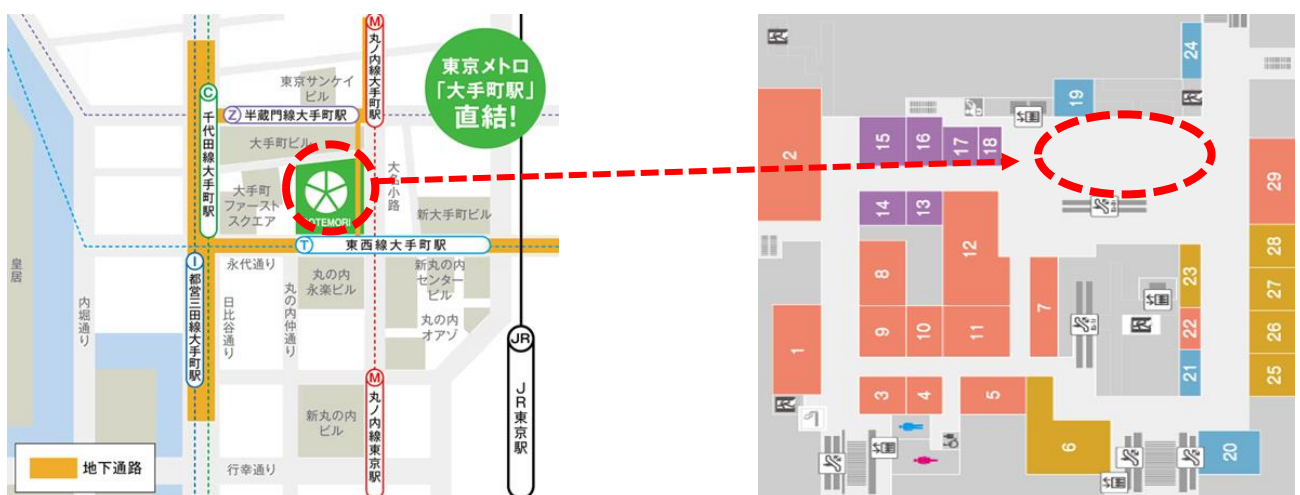 M
丸ノ内線大手町駅
東京メトロ
「大手町駅」
直結!
C
千代田線大手町駅
東京サンケイ
ビル
Z 半蔵門線大手町駅
大手町ビル
大手町
ファースト
スクエア
OTEMORI
大名小路
新大手町ビル
T 東西線大手町駅
皇居
内堀通り
I
都営三田線大手町駅
永代通り
日比谷通り
丸の内仲通り
丸の内
永楽ビル
新丸の内
センター
ビル
丸の内
オアゾ
JR
JR東京駅
M
丸ノ内線東京駅
新丸の内
ビル
行幸通り
地下通路
24
19
15
16
17
18
2
29
14
13
12
8
28
23
27
7
9
10
11
22
26
1
21
25
3
4
5
6
20